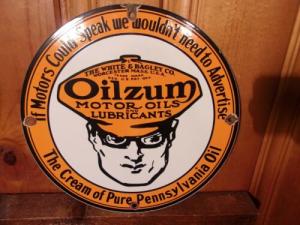 If Motors Could Speak we wouldn't need to Advertise
THE WHITE & BAGLEY CO.
WORCESTER, MASS. U.S.A.
Oilzum
MOTOR OILS
AND
LUBRICANTS
The Cream of Pure Pennsylvania Oil